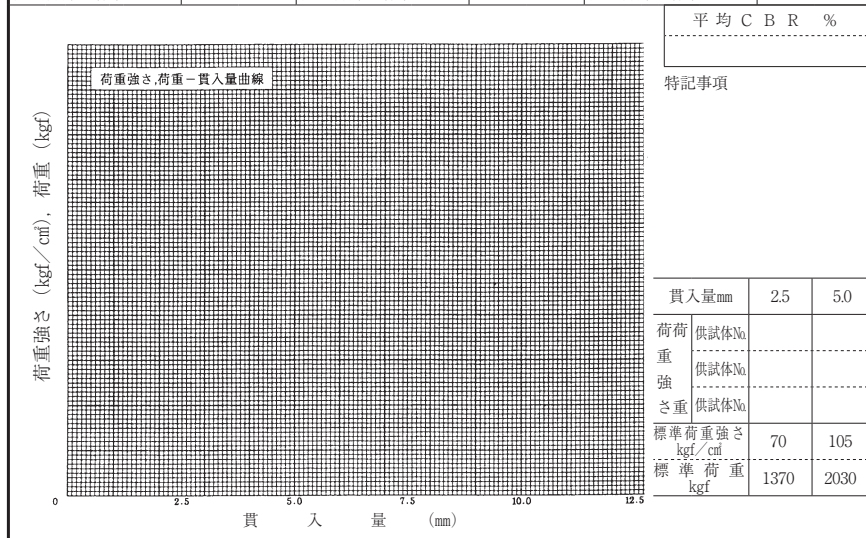 平均CBR %
特記事項
荷重強さ,荷重－貫入量曲線
荷重強さ (kgf／㎠), 荷重 (kgf)
0 2.5 5.0 7.5 10.0 12.5
貫入量 (mm)
貫入量mm 2.5 5.0
荷重強さ 荷重
供試体No.
供試体No.
供試体No.
標準荷重強さ kgf／㎠ 70 105
標準荷重 kgf 1370 2030